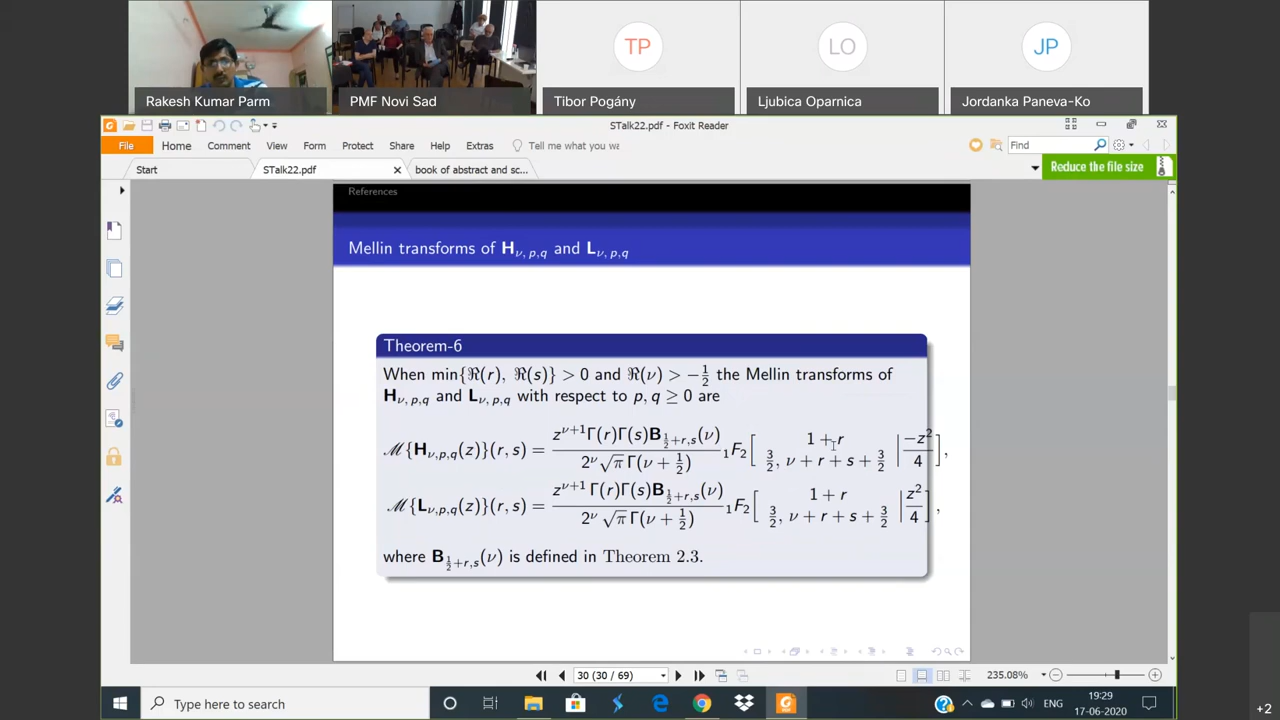 TP
LO
JP
Rakesh Kumar Parm
PMF Novi Sad
Tibor Pogány
Ljubica Oparnica
Jordanka Paneva-Ko
STalk22.pdf - Foxit Reader
File Home Comment View Form Protect Share Help Extras Tell me what you wa Find
Start STalk22.pdf book of abstract and sc... Reduce the file size
References
Mellin transforms of H_{ν,p,q} and L_{ν,p,q}
Theorem-6
When min{ℜ(r), ℜ(s)} > 0 and ℜ(ν) > −1/2 the Mellin transforms of
H_{ν,p,q} and L_{ν,p,q} with respect to p, q ≥ 0 are
ℳ{H_{ν,p,q}(z)}(r, s) = z^{ν+1}Γ(r)Γ(s)B_{1/2+r,s}(ν) / 2^ν √π Γ(ν + 1/2) ₁F₂[ 1 + r ; 3/2, ν + r + s + 3/2 | −z²/4 ],
ℳ{L_{ν,p,q}(z)}(r, s) = z^{ν+1} Γ(r)Γ(s)B_{1/2+r,s}(ν) / 2^ν √π Γ(ν + 1/2) ₁F₂[ 1 + r ; 3/2, ν + r + s + 3/2 | z²/4 ],
where B_{1/2+r,s}(ν) is defined in Theorem 2.3.
30 (30 / 69) 235.08%
Type here to search ENG 19:29
17-06-2020
+2